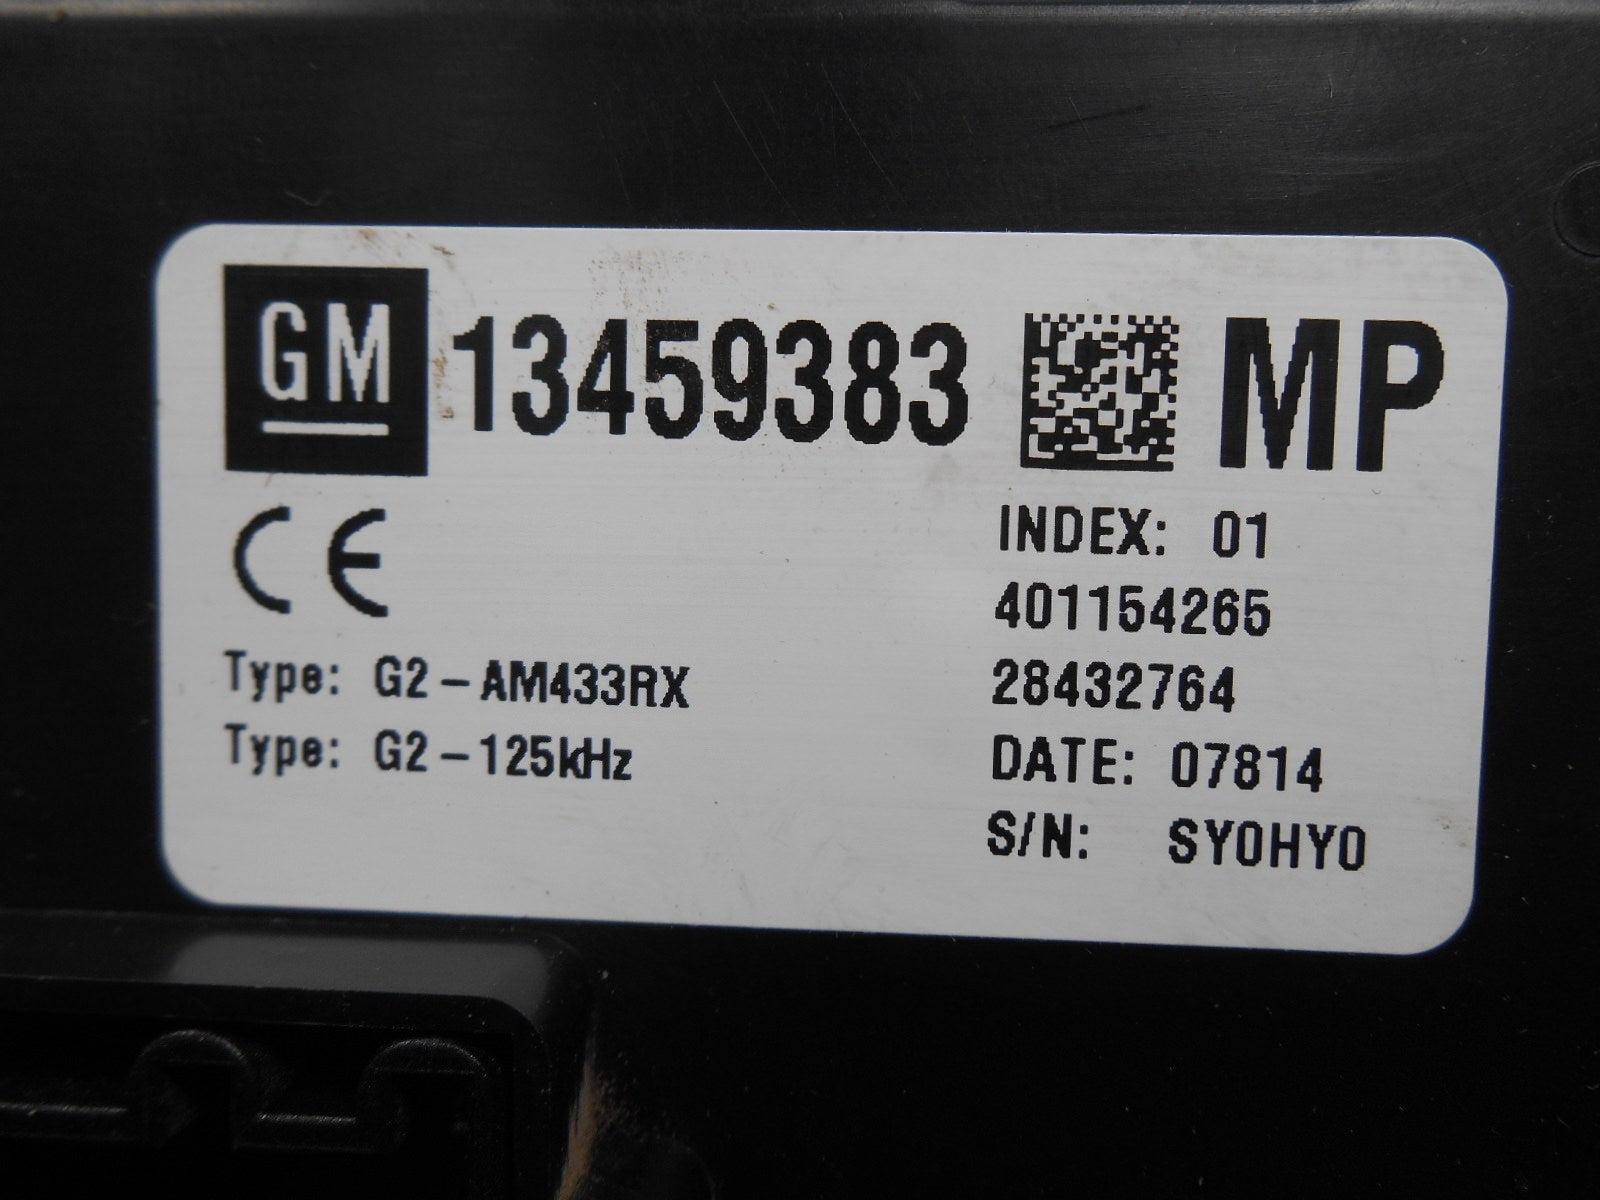 GM 13459383 MP
CE
INDEX: 01
401154265
Type: G2-AM433RX
28432764
Type: G2-125kHz
DATE: 07814
S/N: SY0HY0